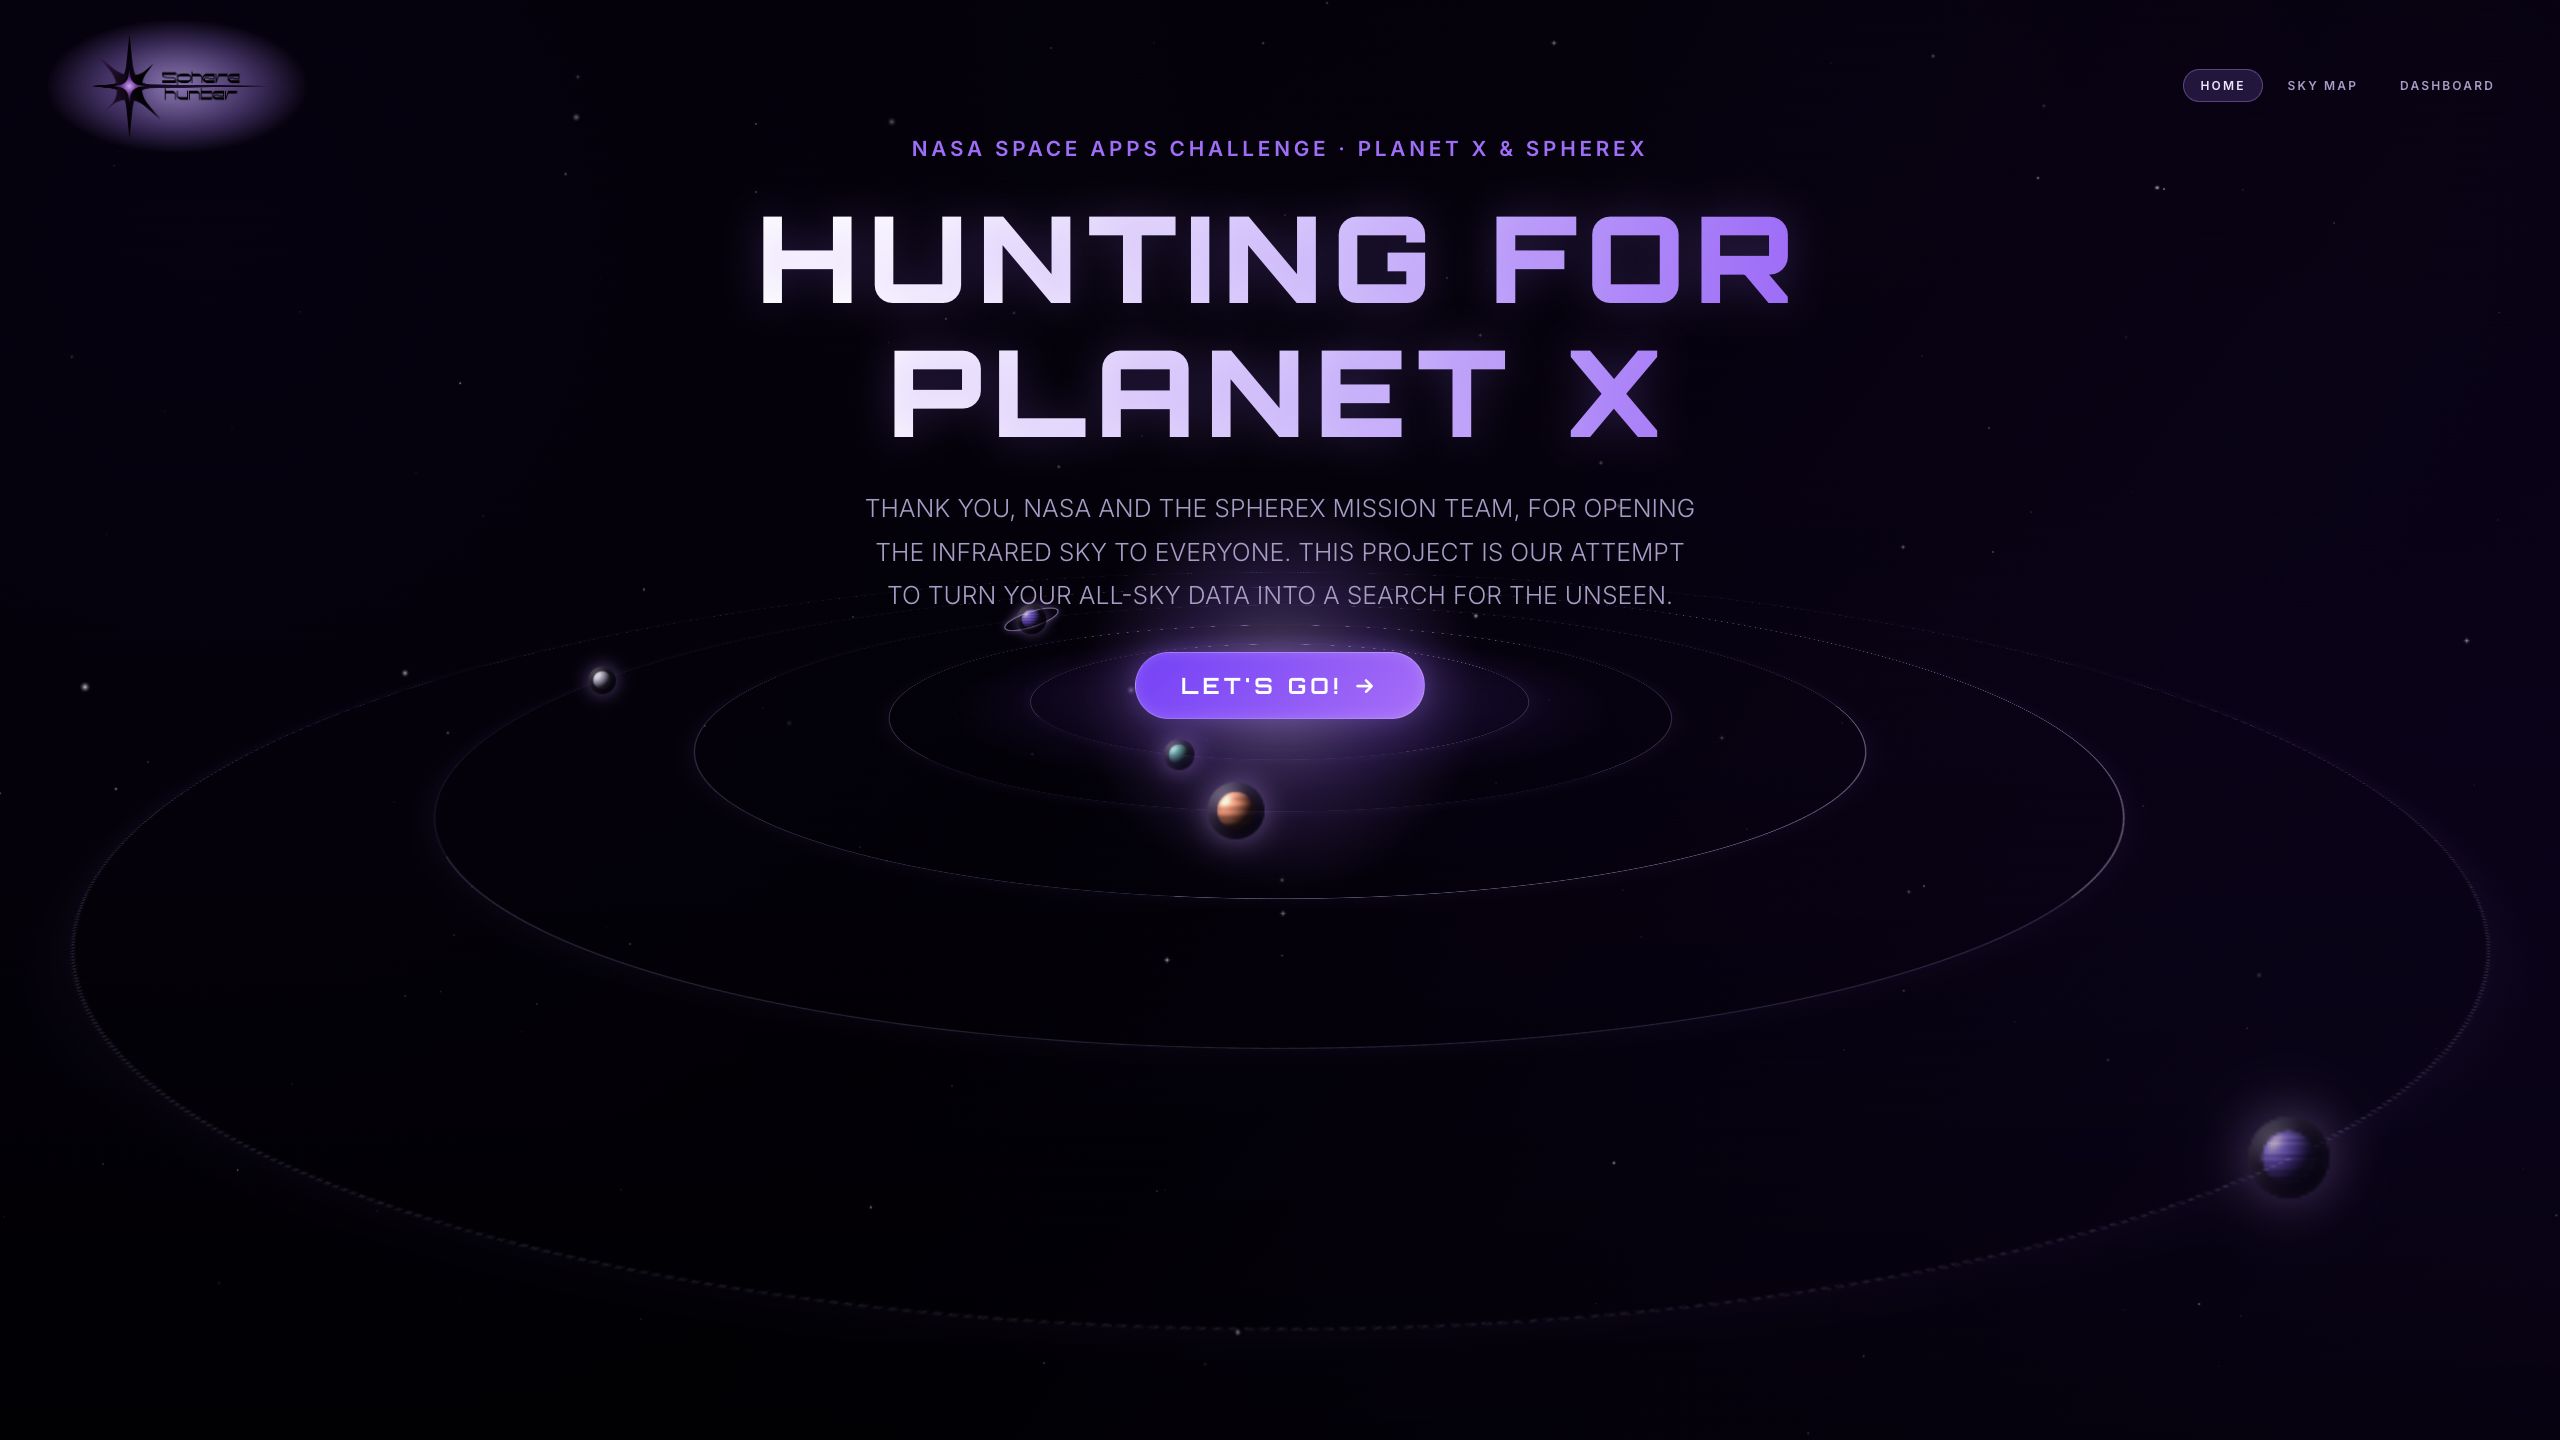 Sphere
hunter
HOME SKY MAP DASHBOARD
NASA SPACE APPS CHALLENGE · PLANET X & SPHEREX
HUNTING FOR
PLANET X
THANK YOU, NASA AND THE SPHEREX MISSION TEAM, FOR OPENING
THE INFRARED SKY TO EVERYONE. THIS PROJECT IS OUR ATTEMPT
TO TURN YOUR ALL-SKY DATA INTO A SEARCH FOR THE UNSEEN.
LET'S GO! →